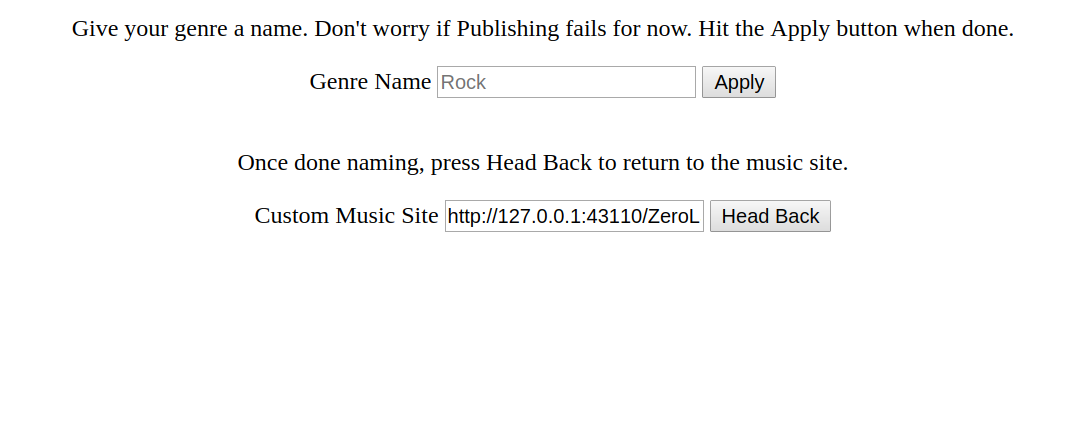 Give your genre a name. Don't worry if Publishing fails for now. Hit the Apply button when done.
Genre Name Rock Apply
Once done naming, press Head Back to return to the music site.
Custom Music Site http://127.0.0.1:43110/ZeroL Head Back